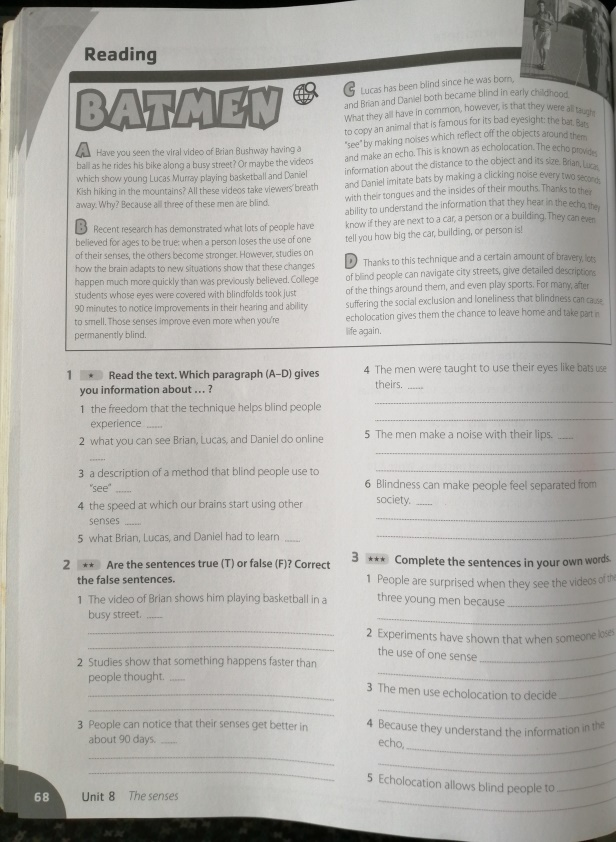 Reading
BATMEN
A Have you seen the viral video of Brian Bushway having a
ball as he rides his bike along a busy street? Or maybe the videos
which show young Lucas Murray playing basketball and Daniel
Kish hiking in the mountains? All these videos take viewers' breath
away. Why? Because all three of these men are blind.
B Recent research has demonstrated what lots of people have
believed for ages to be true: when a person loses the use of one
of their senses, the others become stronger. However, studies on
how the brain adapts to new situations show that these changes
happen much more quickly than was previously believed. College
students whose eyes were covered with blindfolds took just
90 minutes to notice improvements in their hearing and ability
to smell. Those senses improve even more when you're
permanently blind.
C Lucas has been blind since he was born,
and Brian and Daniel both became blind in early childhood.
What they all have in common, however, is that they were all taught
to copy an animal that is famous for its bad eyesight: the bat. Bats
"see" by making noises which reflect off the objects around them
and make an echo. This is known as echolocation. The echo provides
information about the distance to the object and its size. Brian, Lucas,
and Daniel imitate bats by making a clicking noise every two seconds
with their tongues and the insides of their mouths. Thanks to their
ability to understand the information that they hear in the echo, they
know if they are next to a car, a person or a building. They can even
tell you how big the car, building, or person is!
D Thanks to this technique and a certain amount of bravery, lots
of blind people can navigate city streets, give detailed descriptions
of the things around them, and even play sports. For many, after
suffering the social exclusion and loneliness that blindness can cause,
echolocation gives them the chance to leave home and take part in
life again.
1 * Read the text. Which paragraph (A–D) gives
you information about ... ?
1 the freedom that the technique helps blind people
experience ____
2 what you can see Brian, Lucas, and Daniel do online
____
3 a description of a method that blind people use to
"see" ____
4 the speed at which our brains start using other
senses ____
5 what Brian, Lucas, and Daniel had to learn ____
2 ** Are the sentences true (T) or false (F)? Correct
the false sentences.
1 The video of Brian shows him playing basketball in a
busy street. ____
2 Studies show that something happens faster than
people thought. ____
3 People can notice that their senses get better in
about 90 days. ____
4 The men were taught to use their eyes like bats use
theirs. ____
5 The men make a noise with their lips. ____
6 Blindness can make people feel separated from
society. ____
3 *** Complete the sentences in your own words.
1 People are surprised when they see the videos of the
three young men because
2 Experiments have shown that when someone loses
the use of one sense
3 The men use echolocation to decide
4 Because they understand the information in the
echo,
5 Echolocation allows blind people to
68 Unit 8 The senses